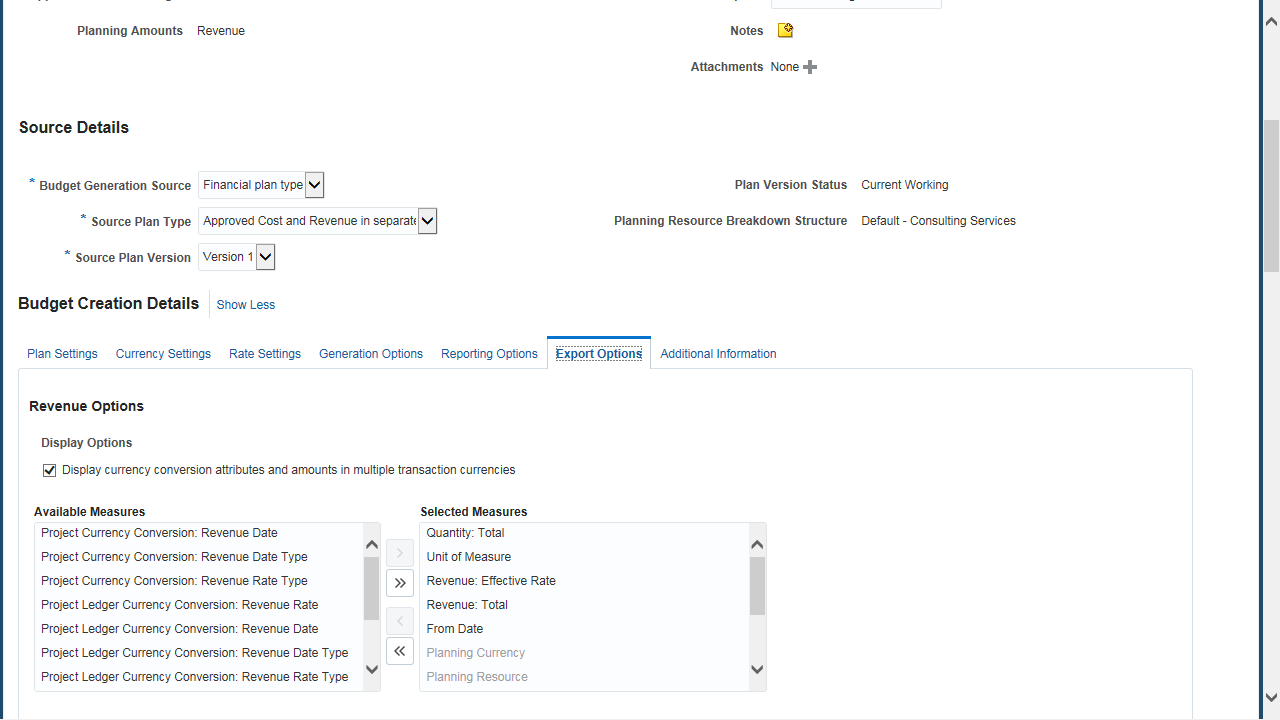 Planning Amounts Revenue
Notes
Attachments None
Source Details
* Budget Generation Source Financial plan type
Plan Version Status Current Working
* Source Plan Type Approved Cost and Revenue in separate
Planning Resource Breakdown Structure Default - Consulting Services
* Source Plan Version Version 1
Budget Creation Details Show Less
Plan Settings Currency Settings Rate Settings Generation Options Reporting Options Export Options Additional Information
Revenue Options
Display Options
Display currency conversion attributes and amounts in multiple transaction currencies
Available Measures
Project Currency Conversion: Revenue Date
Project Currency Conversion: Revenue Date Type
Project Currency Conversion: Revenue Rate Type
Project Ledger Currency Conversion: Revenue Rate
Project Ledger Currency Conversion: Revenue Date
Project Ledger Currency Conversion: Revenue Date Type
Project Ledger Currency Conversion: Revenue Rate Type
Selected Measures
Quantity: Total
Unit of Measure
Revenue: Effective Rate
Revenue: Total
From Date
Planning Currency
Planning Resource